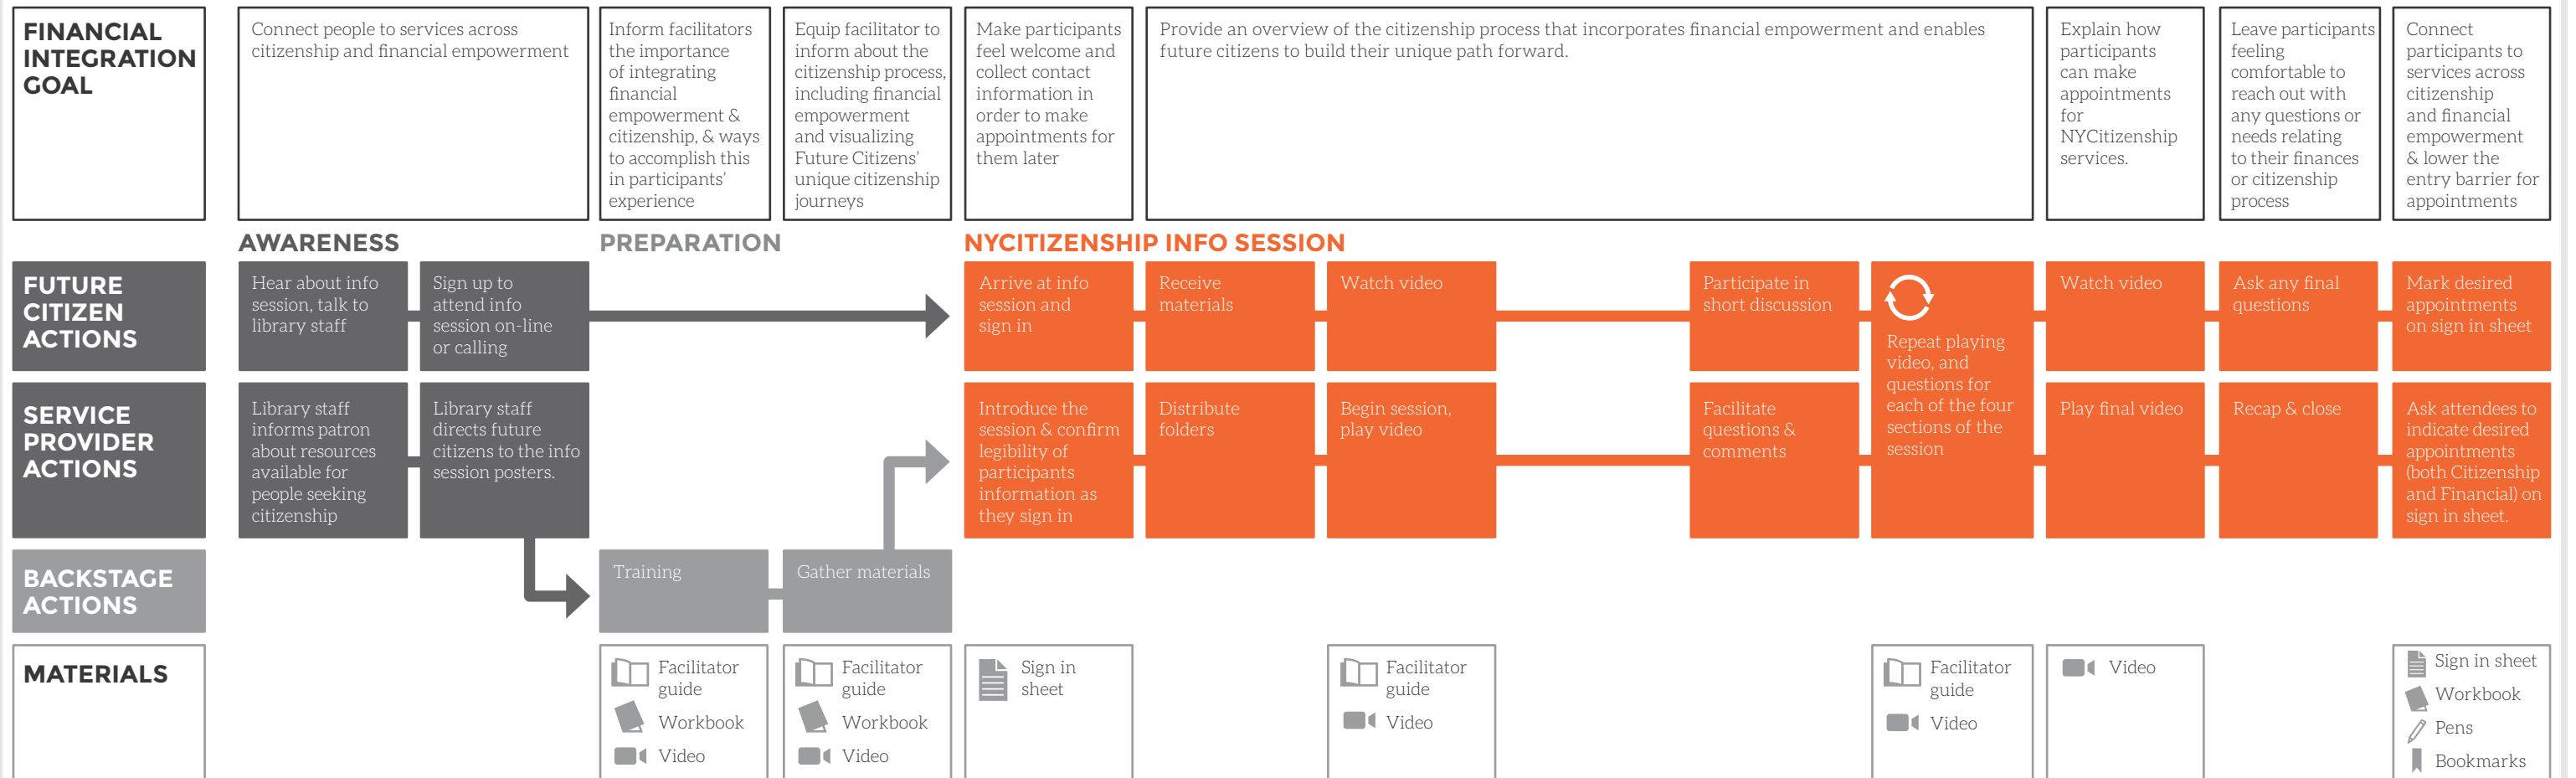 FINANCIAL
INTEGRATION
GOAL
Connect people to services across
citizenship and financial empowerment
Inform facilitators
the importance
of integrating
financial
empowerment &
citizenship, & ways
to accomplish this
in participants'
experience
Equip facilitator to
inform about the
citizenship process,
including financial
empowerment
and visualizing
Future Citizens'
unique citizenship
journeys
Make participants
feel welcome and
collect contact
information in
order to make
appointments for
them later
Provide an overview of the citizenship process that incorporates financial empowerment and enables
future citizens to build their unique path forward.
Explain how
participants
can make
appointments
for
NYCitizenship
services.
Leave participants
feeling
comfortable to
reach out with
any questions or
needs relating
to their finances
or citizenship
process
Connect
participants to
services across
citizenship
and financial
empowerment
& lower the
entry barrier for
appointments
AWARENESS
PREPARATION
NYCITIZENSHIP INFO SESSION
FUTURE
CITIZEN
ACTIONS
Hear about info
session, talk to
library staff
Sign up to
attend info
session on-line
or calling
Arrive at info
session and
sign in
Receive
materials
Watch video
Participate in
short discussion
Repeat playing
video, and
questions for
each of the four
sections of the
session
Watch video
Ask any final
questions
Mark desired
appointments
on sign in sheet
SERVICE
PROVIDER
ACTIONS
Library staff
informs patron
about resources
available for
people seeking
citizenship
Library staff
directs future
citizens to the info
session posters.
Introduce the
session & confirm
legibility of
participants
information as
they sign in
Distribute
folders
Begin session,
play video
Facilitate
questions &
comments
Play final video
Recap & close
Ask attendees to
indicate desired
appointments
(both Citizenship
and Financial) on
sign in sheet.
BACKSTAGE
ACTIONS
Training
Gather materials
MATERIALS
Facilitator
guide
Workbook
Video
Facilitator
guide
Workbook
Video
Sign in
sheet
Facilitator
guide
Video
Facilitator
guide
Video
Video
Sign in sheet
Workbook
Pens
Bookmarks